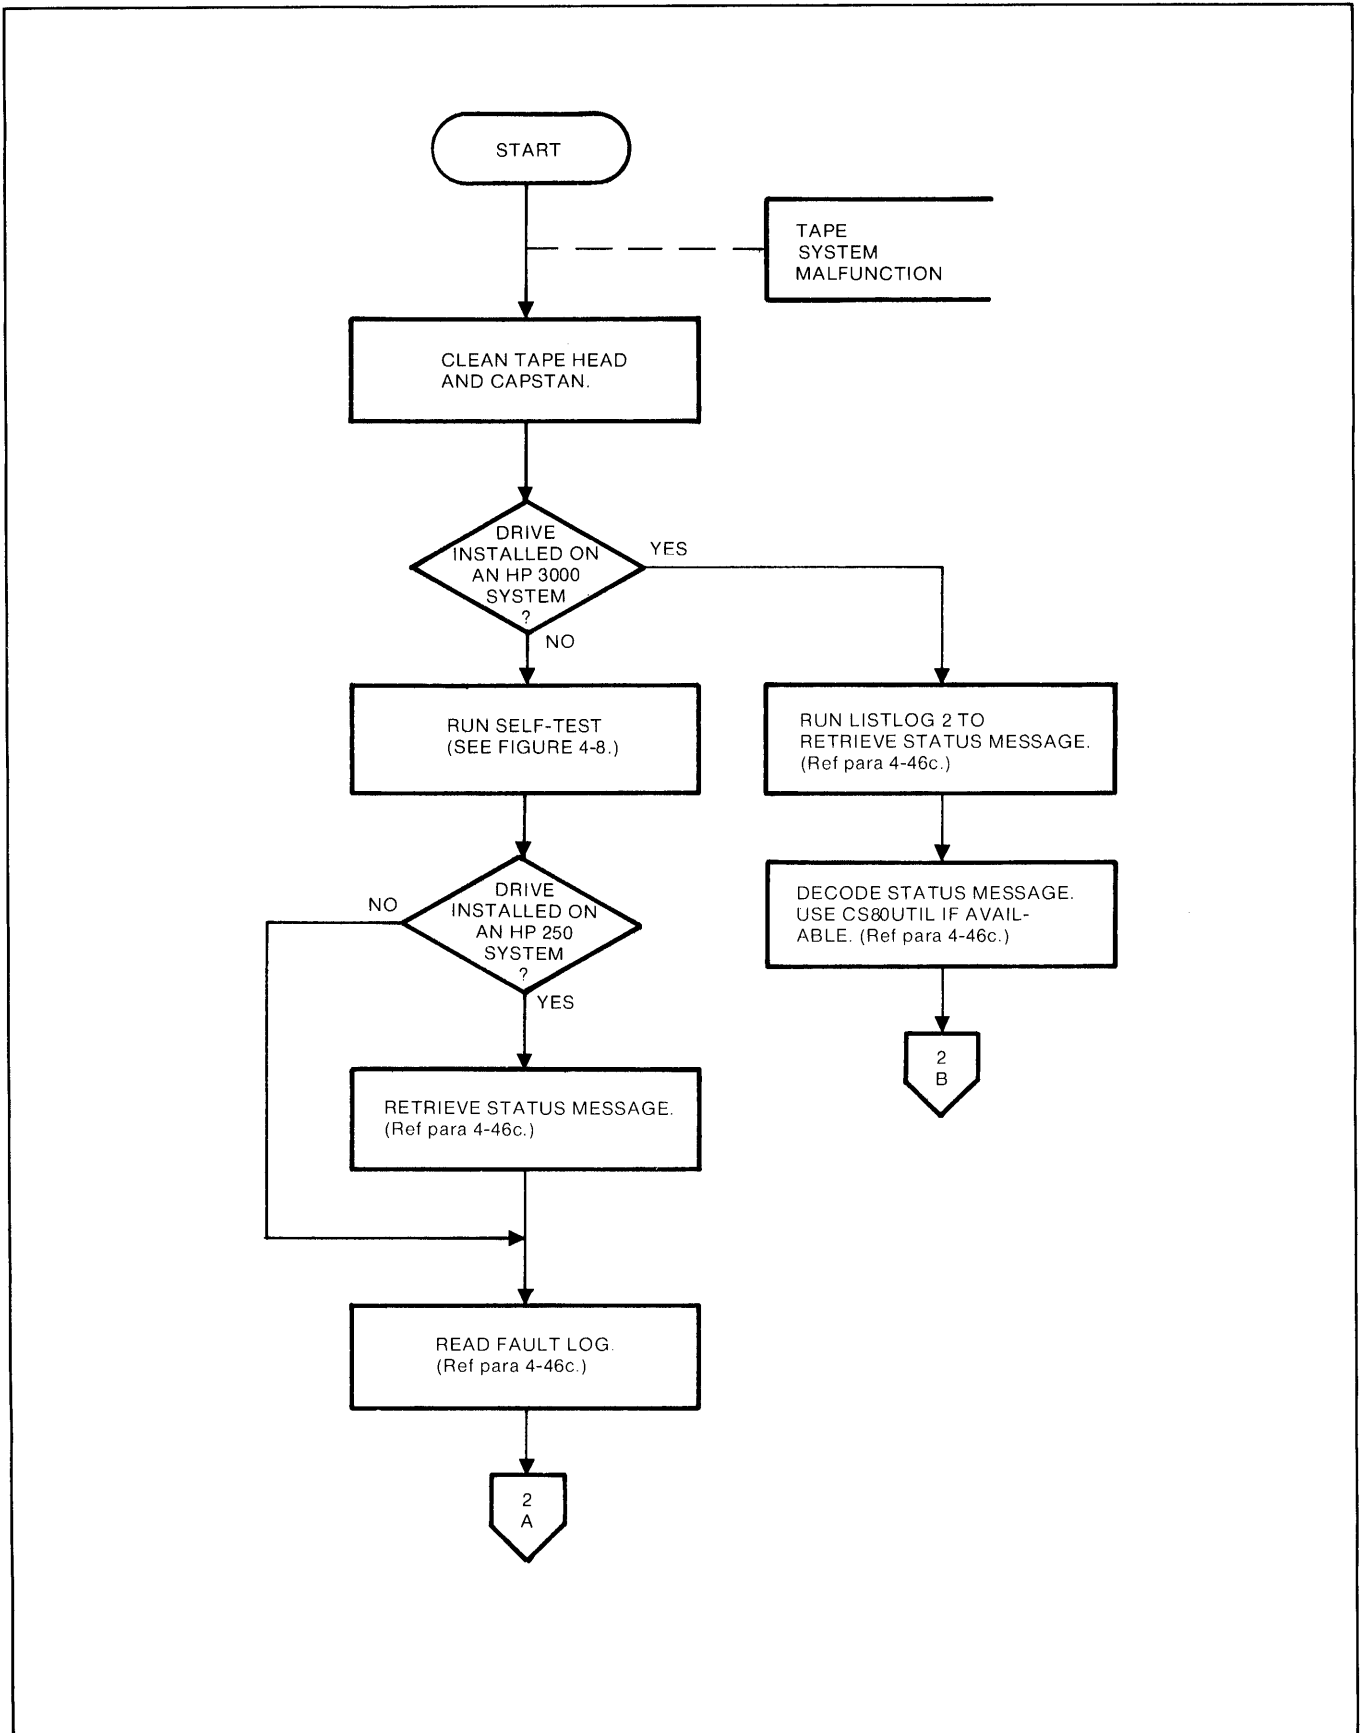 START
TAPE
SYSTEM
MALFUNCTION
CLEAN TAPE HEAD
AND CAPSTAN.
DRIVE
INSTALLED ON
AN HP 3000
SYSTEM
?
YES
NO
RUN SELF-TEST
(SEE FIGURE 4-8.)
RUN LISTLOG 2 TO
RETRIEVE STATUS MESSAGE.
(Ref para 4-46c.)
DRIVE
INSTALLED ON
AN HP 250
SYSTEM
?
NO
YES
DECODE STATUS MESSAGE.
USE CS80UTIL IF AVAIL-
ABLE. (Ref para 4-46c.)
2
B
RETRIEVE STATUS MESSAGE.
(Ref para 4-46c.)
READ FAULT LOG.
(Ref para 4-46c.)
2
A